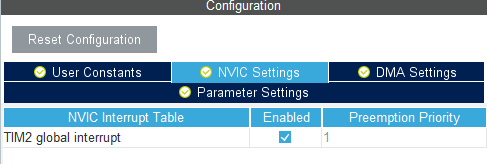 Configuration
Reset Configuration
User Constants NVIC Settings DMA Settings
Parameter Settings
NVIC Interrupt Table Enabled Preemption Priority
TIM2 global interrupt 1